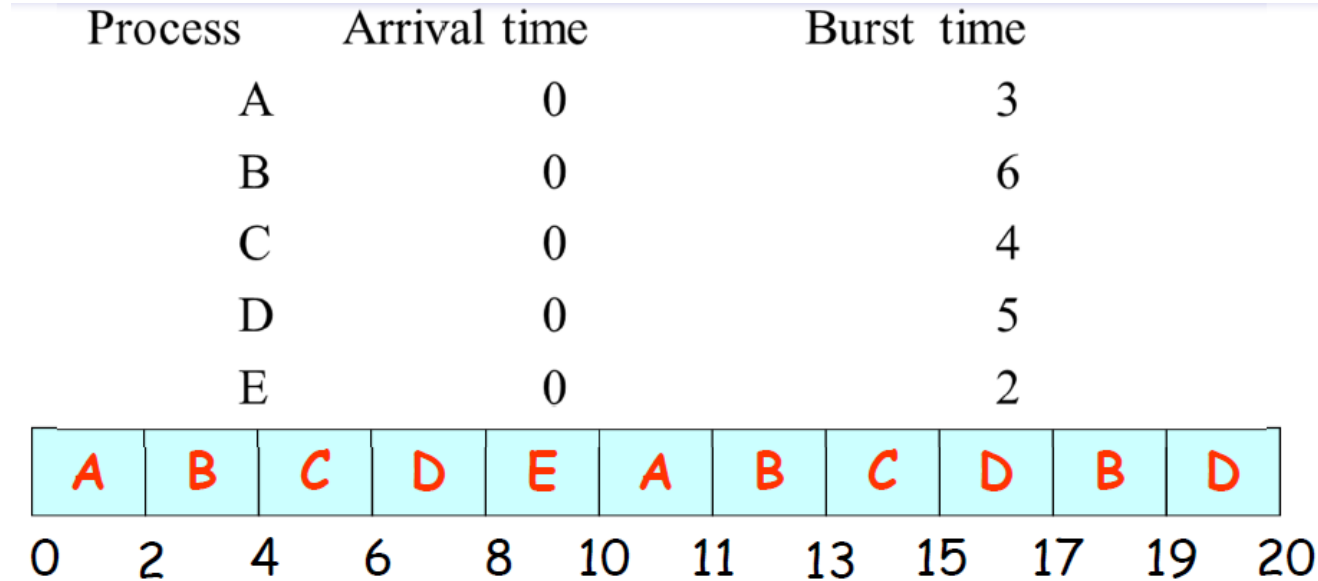 Process Arrival time Burst time
A 0 3
B 0 6
C 0 4
D 0 5
E 0 2
A B C D E A B C D B D
0 2 4 6 8 10 11 13 15 17 19 20